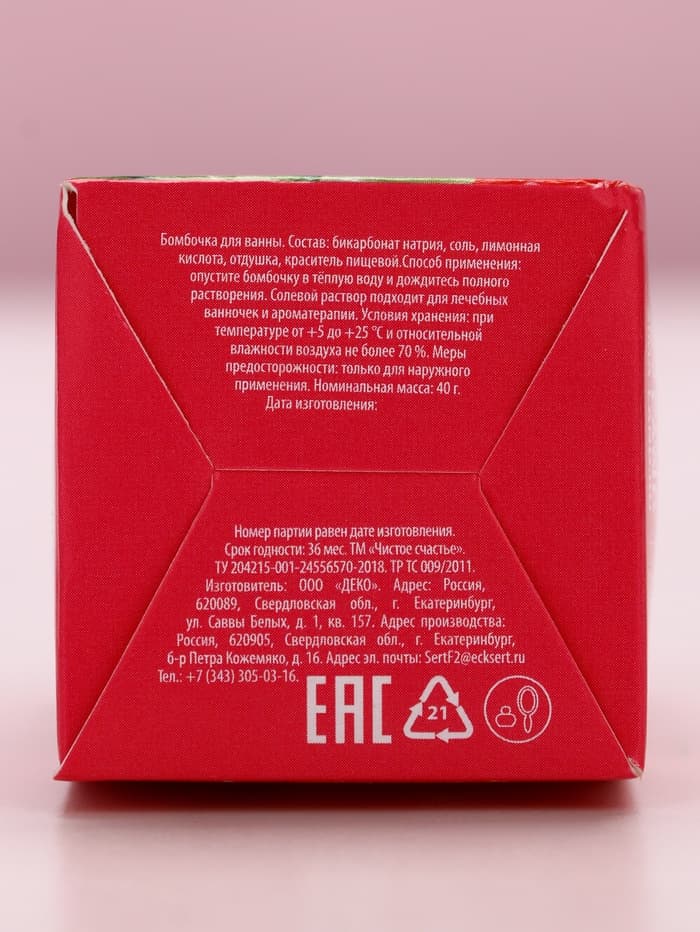 Бомбочка для ванны. Состав: бикарбонат натрия, соль, лимонная
кислота, отдушка, краситель пищевой.Способ применения:
опустите бомбочку в тёплую воду и дождитесь полного
растворения. Солевой раствор подходит для лечебных
ванночек и ароматерапии. Условия хранения: при
температуре от +5 до +25 °С и относительной
влажности воздуха не более 70 %. Меры
предосторожности: только для наружного
применения. Номинальная масса: 40 г.
Дата изготовления:
Номер партии равен дате изготовления.
Срок годности: 36 мес. ТМ «Чистое счастье».
ТУ 204215-001-24556570-2018. ТР ТС 009/2011.
Изготовитель: ООО «ДЕКО». Адрес: Россия,
620089, Свердловская обл., г. Екатеринбург,
ул. Саввы Белых, д. 1, кв. 157. Адрес производства:
Россия, 620905, Свердловская обл., г. Екатеринбург,
б-р Петра Кожемяко, д. 16. Адрес эл. почты: SertF2@ecksert.ru
Тел.: +7 (343) 305-03-16.
EAC
21